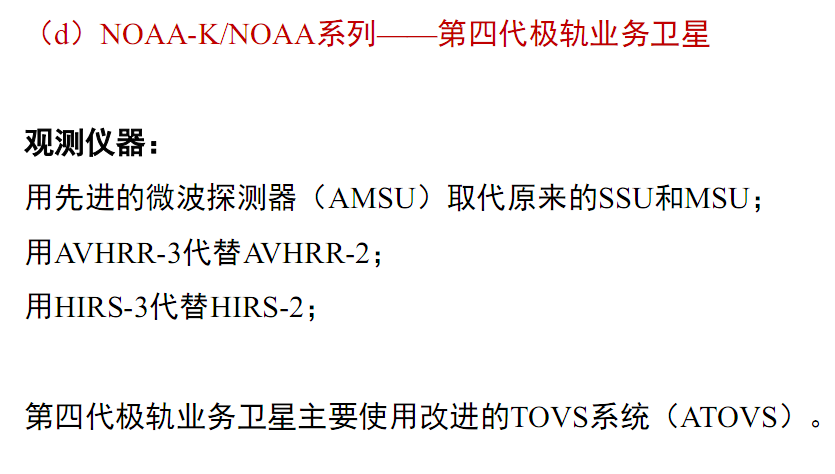 （d）NOAA-K/NOAA系列——第四代极轨业务卫星
观测仪器：
用先进的微波探测器（AMSU）取代原来的SSU和MSU；
用AVHRR-3代替AVHRR-2；
用HIRS-3代替HIRS-2；
第四代极轨业务卫星主要使用改进的TOVS系统（ATOVS）。